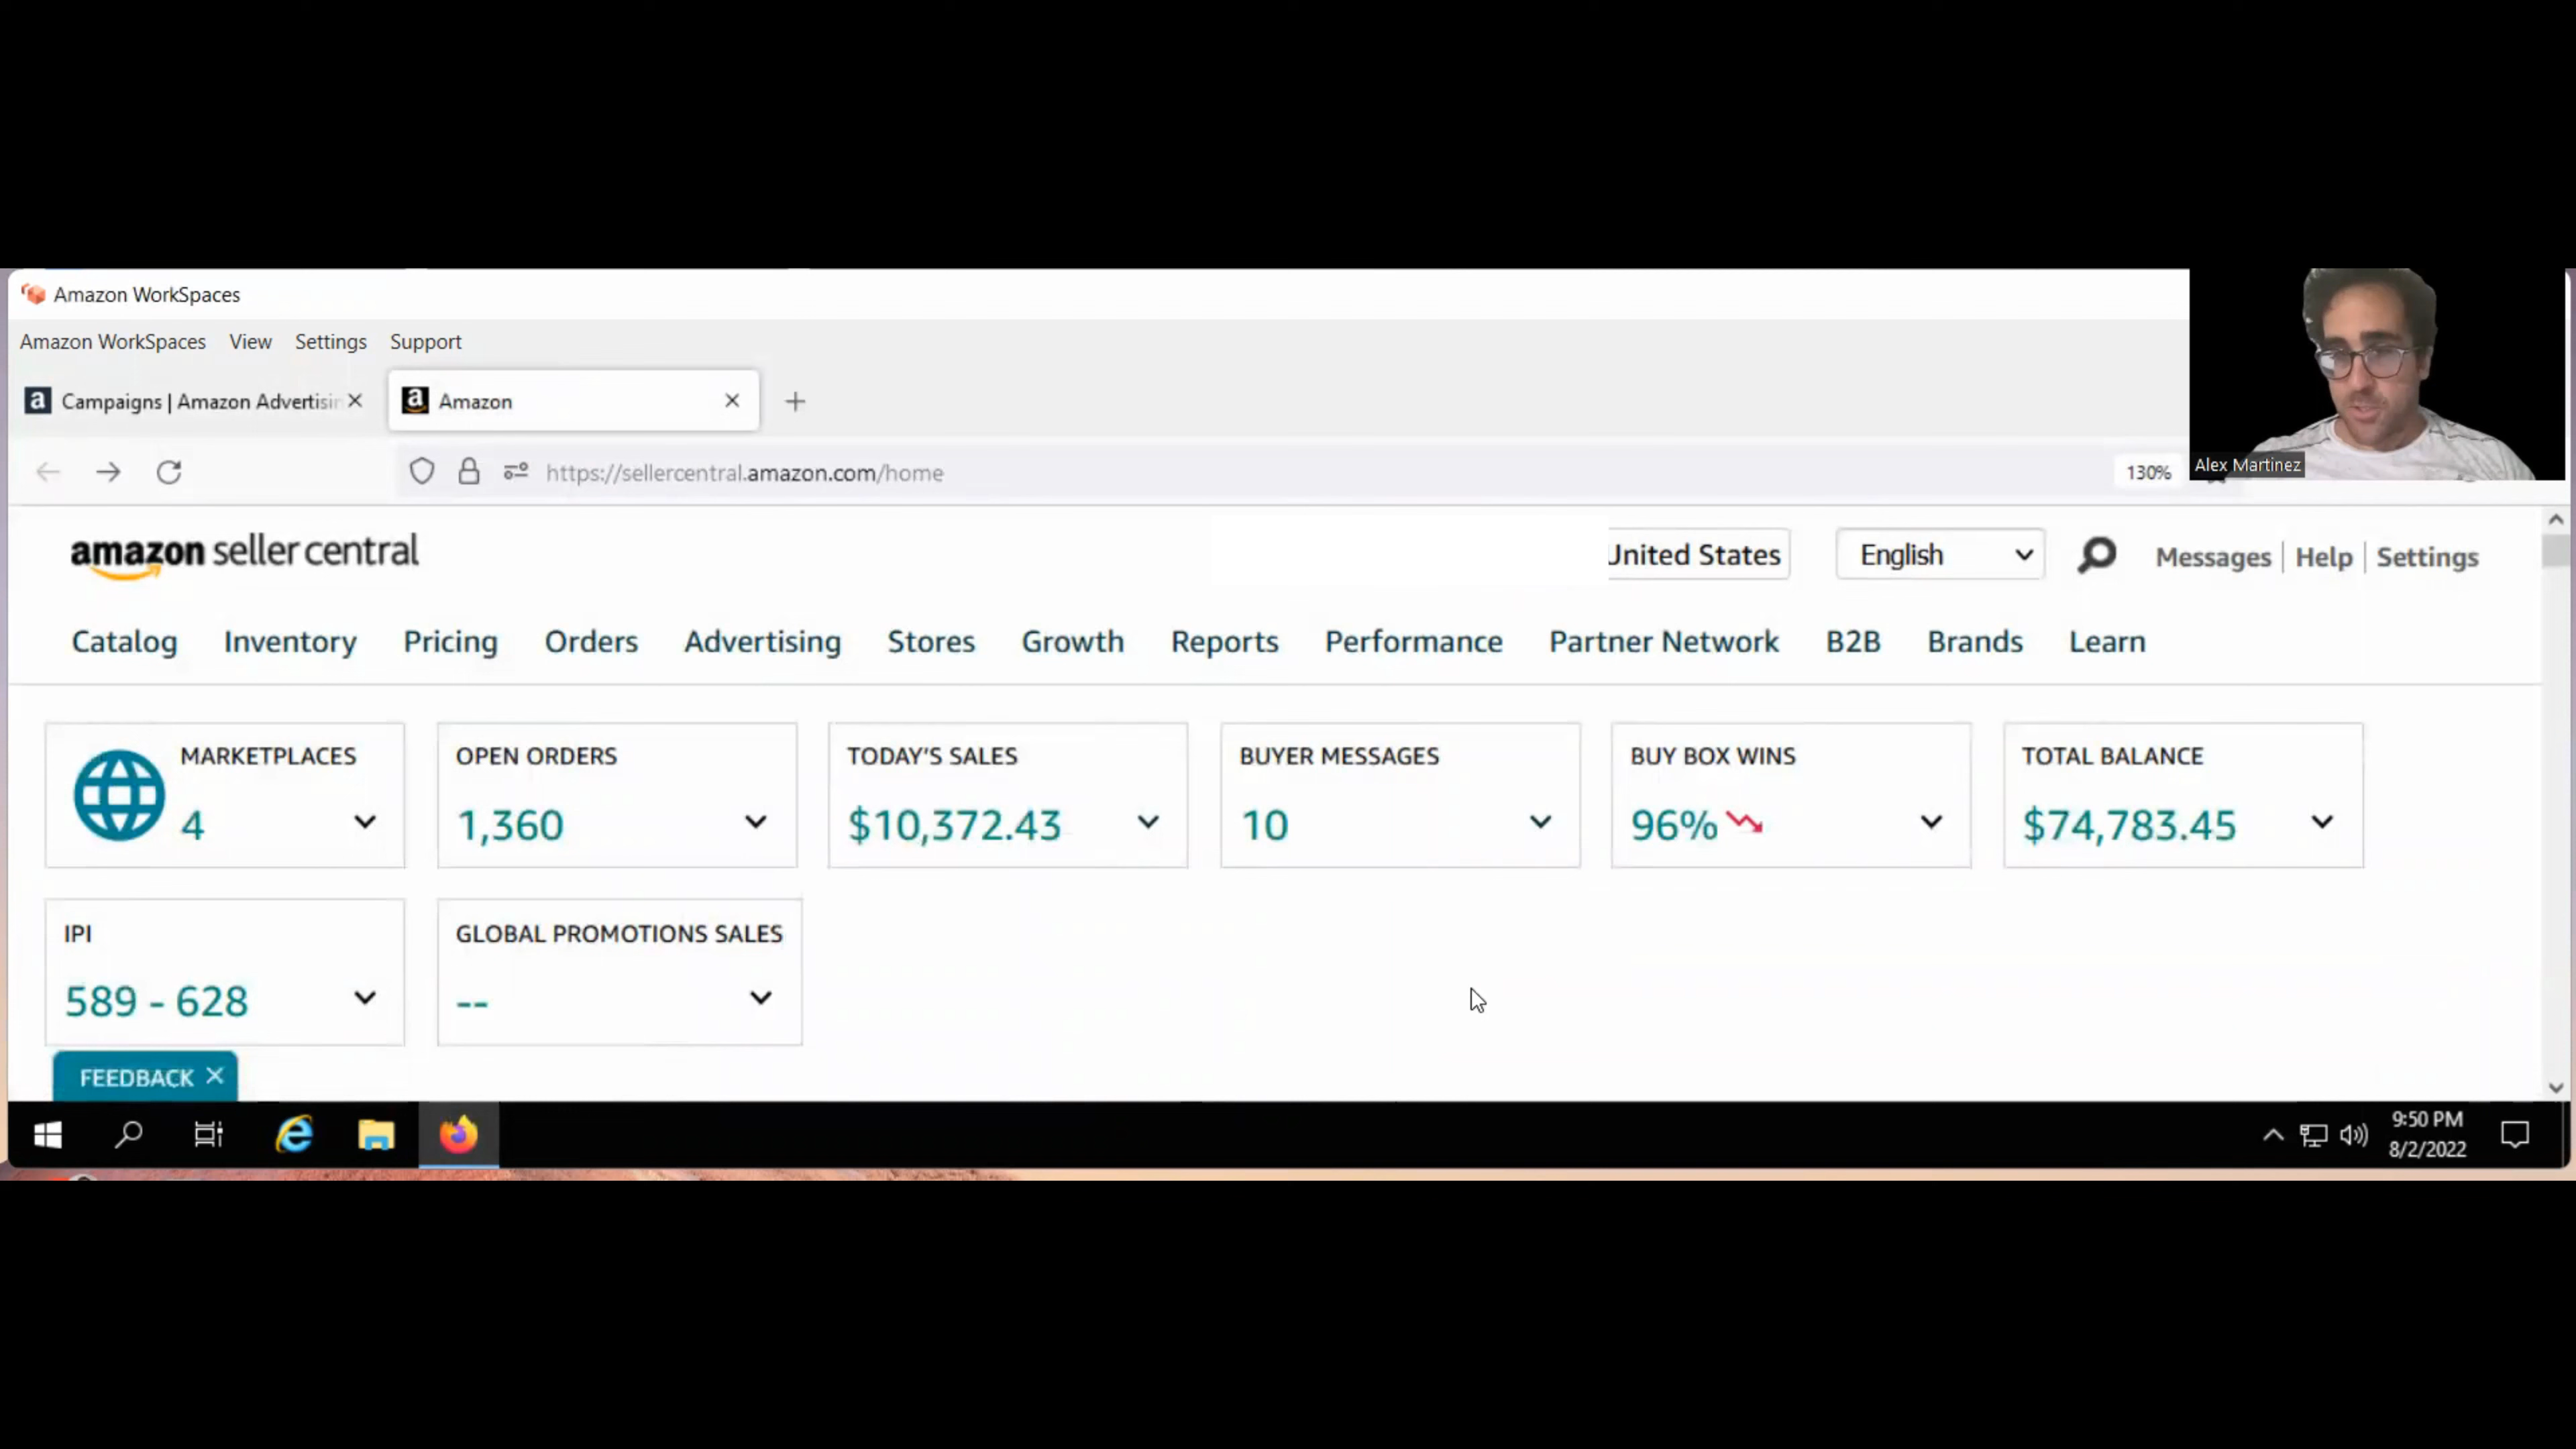 Amazon WorkSpaces
Amazon WorkSpaces View Settings Support
Campaigns | Amazon Advertisin
Amazon
https://sellercentral.amazon.com/home
130%
Alex Martinez
amazon seller central
United States
English
Messages | Help | Settings
Catalog Inventory Pricing Orders Advertising Stores Growth Reports Performance Partner Network B2B Brands Learn
MARKETPLACES
4
OPEN ORDERS
1,360
TODAY'S SALES
$10,372.43
BUYER MESSAGES
10
BUY BOX WINS
96%
TOTAL BALANCE
$74,783.45
IPI
589 - 628
GLOBAL PROMOTIONS SALES
--
FEEDBACK
9:50 PM
8/2/2022